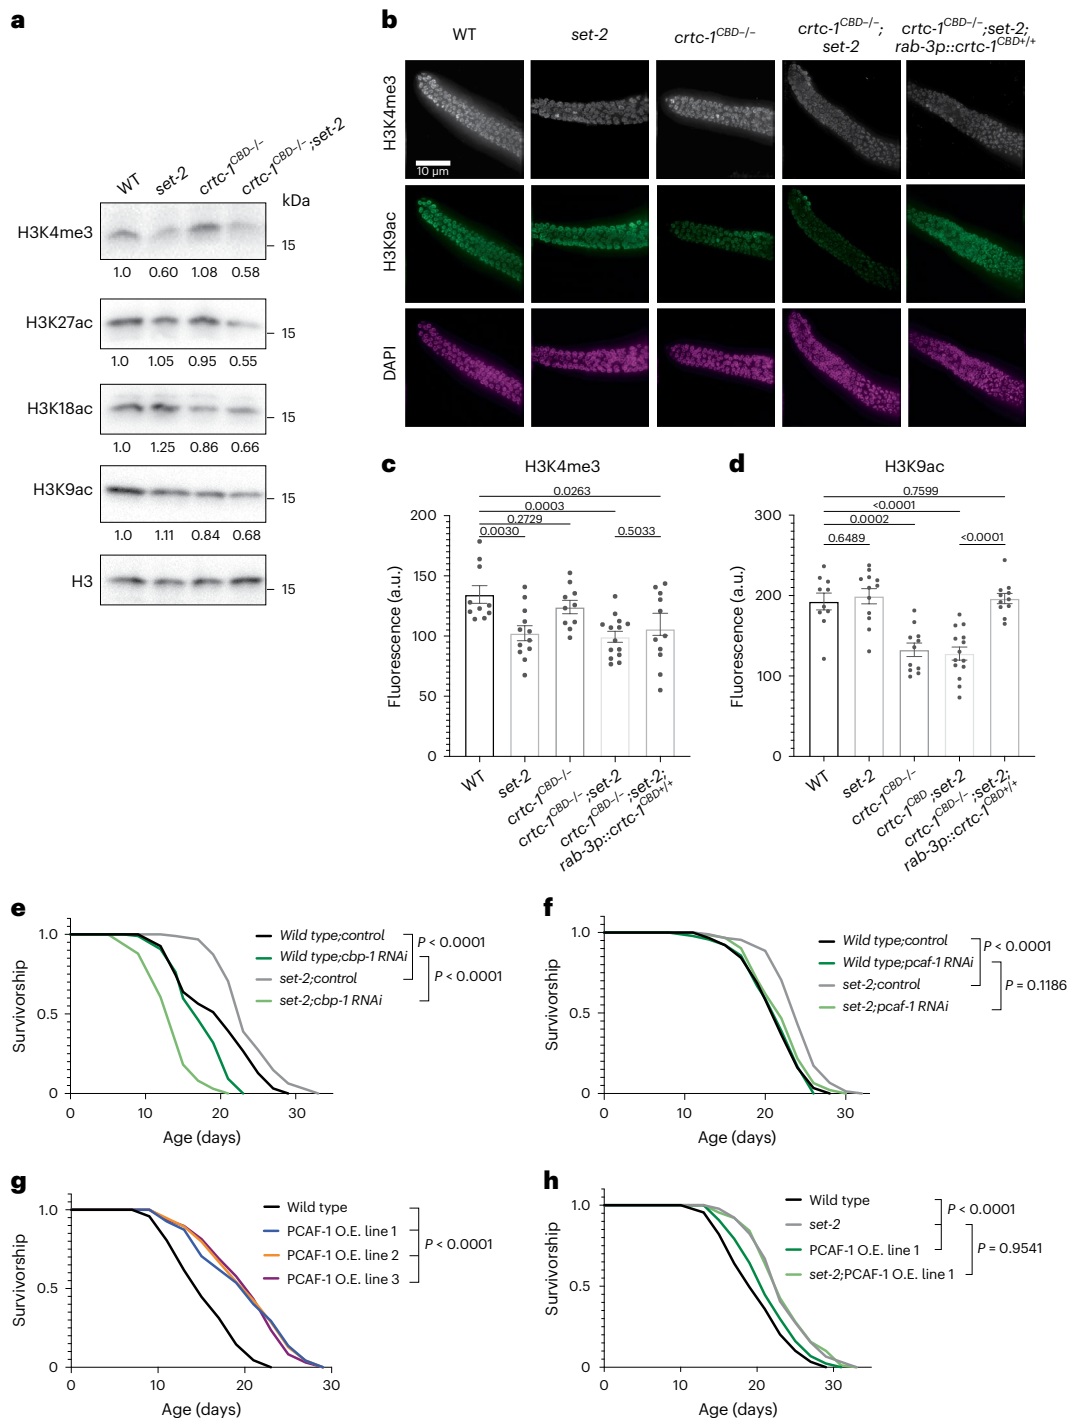 a
WT
set-2
crtc-1CBD−/−
crtc-1CBD−/−;set-2
kDa
H3K4me3
15
1.0 0.60 1.08 0.58
H3K27ac
15
1.0 1.05 0.95 0.55
H3K18ac
15
1.0 1.25 0.86 0.66
H3K9ac
15
1.0 1.11 0.84 0.68
H3
15
b
WT
set-2
crtc-1CBD−/−
crtc-1CBD−/−;
set-2
crtc-1CBD−/−;set-2;
rab-3p::crtc-1CBD+/+
H3K4me3
10 µm
H3K9ac
DAPI
c
H3K4me3
0.0263
0.0003
0.2729
0.0030
0.5033
Fluorescence (a.u.)
200
150
100
50
0
WT
set-2
crtc-1CBD−/−
crtc-1CBD−/−;set-2
crtc-1CBD−/−;set-2;
rab-3p::crtc-1CBD+/+
d
H3K9ac
0.7599
<0.0001
0.0002
0.6489
<0.0001
Fluorescence (a.u.)
300
200
100
0
WT
set-2
crtc-1CBD−/−
crtc-1CBD;set-2
crtc-1CBD−/−;set-2;
rab-3p::crtc-1CBD+/+
e
Survivorship
1.0
0.5
0
0 10 20 30
Age (days)
Wild type;control
Wild type;cbp-1 RNAi
set-2;control
set-2;cbp-1 RNAi
P < 0.0001
P < 0.0001
f
Survivorship
1.0
0.5
0
0 10 20 30
Age (days)
Wild type;control
Wild type;pcaf-1 RNAi
set-2;control
set-2;pcaf-1 RNAi
P < 0.0001
P = 0.1186
g
Survivorship
1.0
0.5
0
0 10 20 30
Age (days)
Wild type
PCAF-1 O.E. line 1
PCAF-1 O.E. line 2
PCAF-1 O.E. line 3
P < 0.0001
h
Survivorship
1.0
0.5
0
0 10 20 30
Age (days)
Wild type
set-2
PCAF-1 O.E. line 1
set-2;PCAF-1 O.E. line 1
P < 0.0001
P = 0.9541